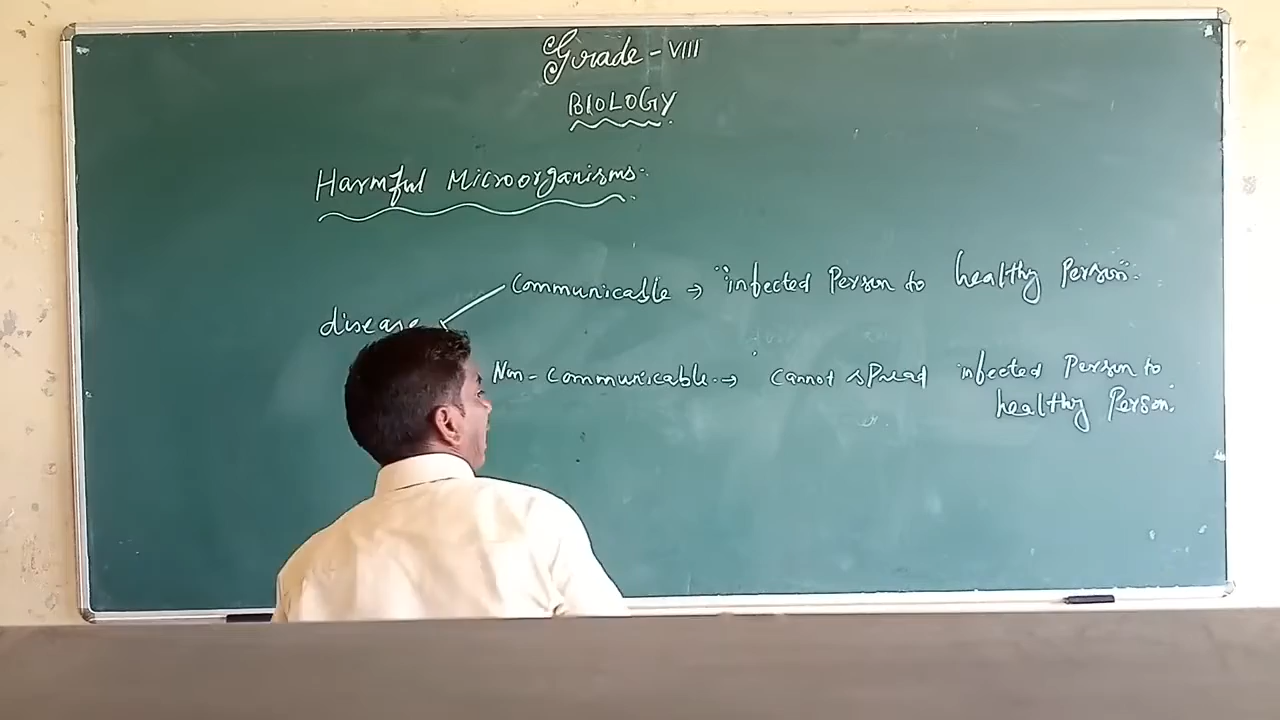 Grade - VIII
BIOLOGY
Harmful Microorganisms.
disease
Communicable → "infected Person to healthy Person".
Non-Communicable. → cannot spread infected Person to
healthy Person.